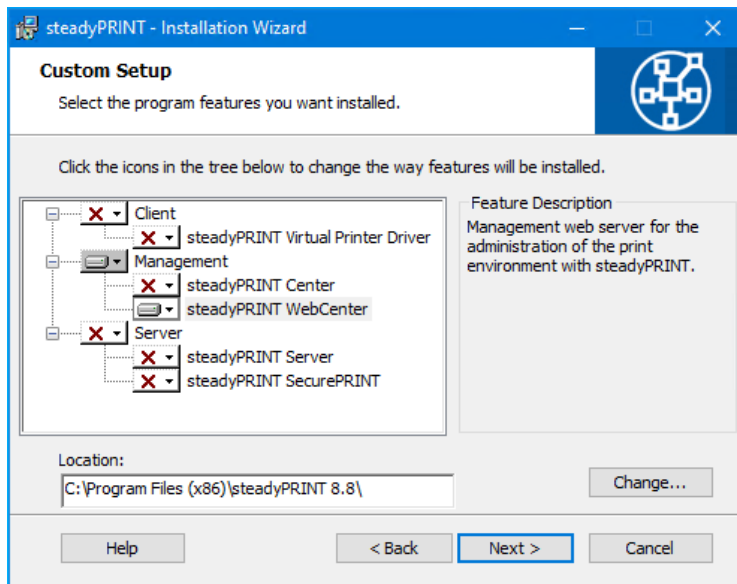 steadyPRINT - Installation Wizard
Custom Setup
Select the program features you want installed.
Click the icons in the tree below to change the way features will be installed.
Client
steadyPRINT Virtual Printer Driver
Management
steadyPRINT Center
steadyPRINT WebCenter
Server
steadyPRINT Server
steadyPRINT SecurePRINT
Feature Description
Management web server for the
administration of the print
environment with steadyPRINT.
Location:
C:\Program Files (x86)\steadyPRINT 8.8\
Change...
Help
< Back
Next >
Cancel